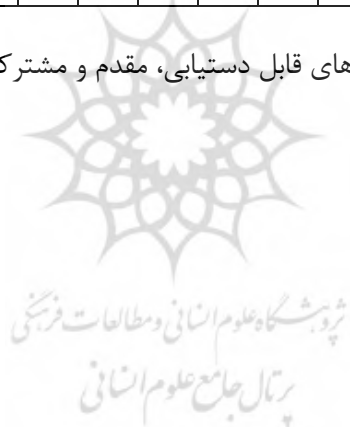 های قابل دستیابی، مقدم و مشترک
پژوهشگاه علوم انسانی و مطالعات فرهنگی
پرتال جامع علوم انسانی